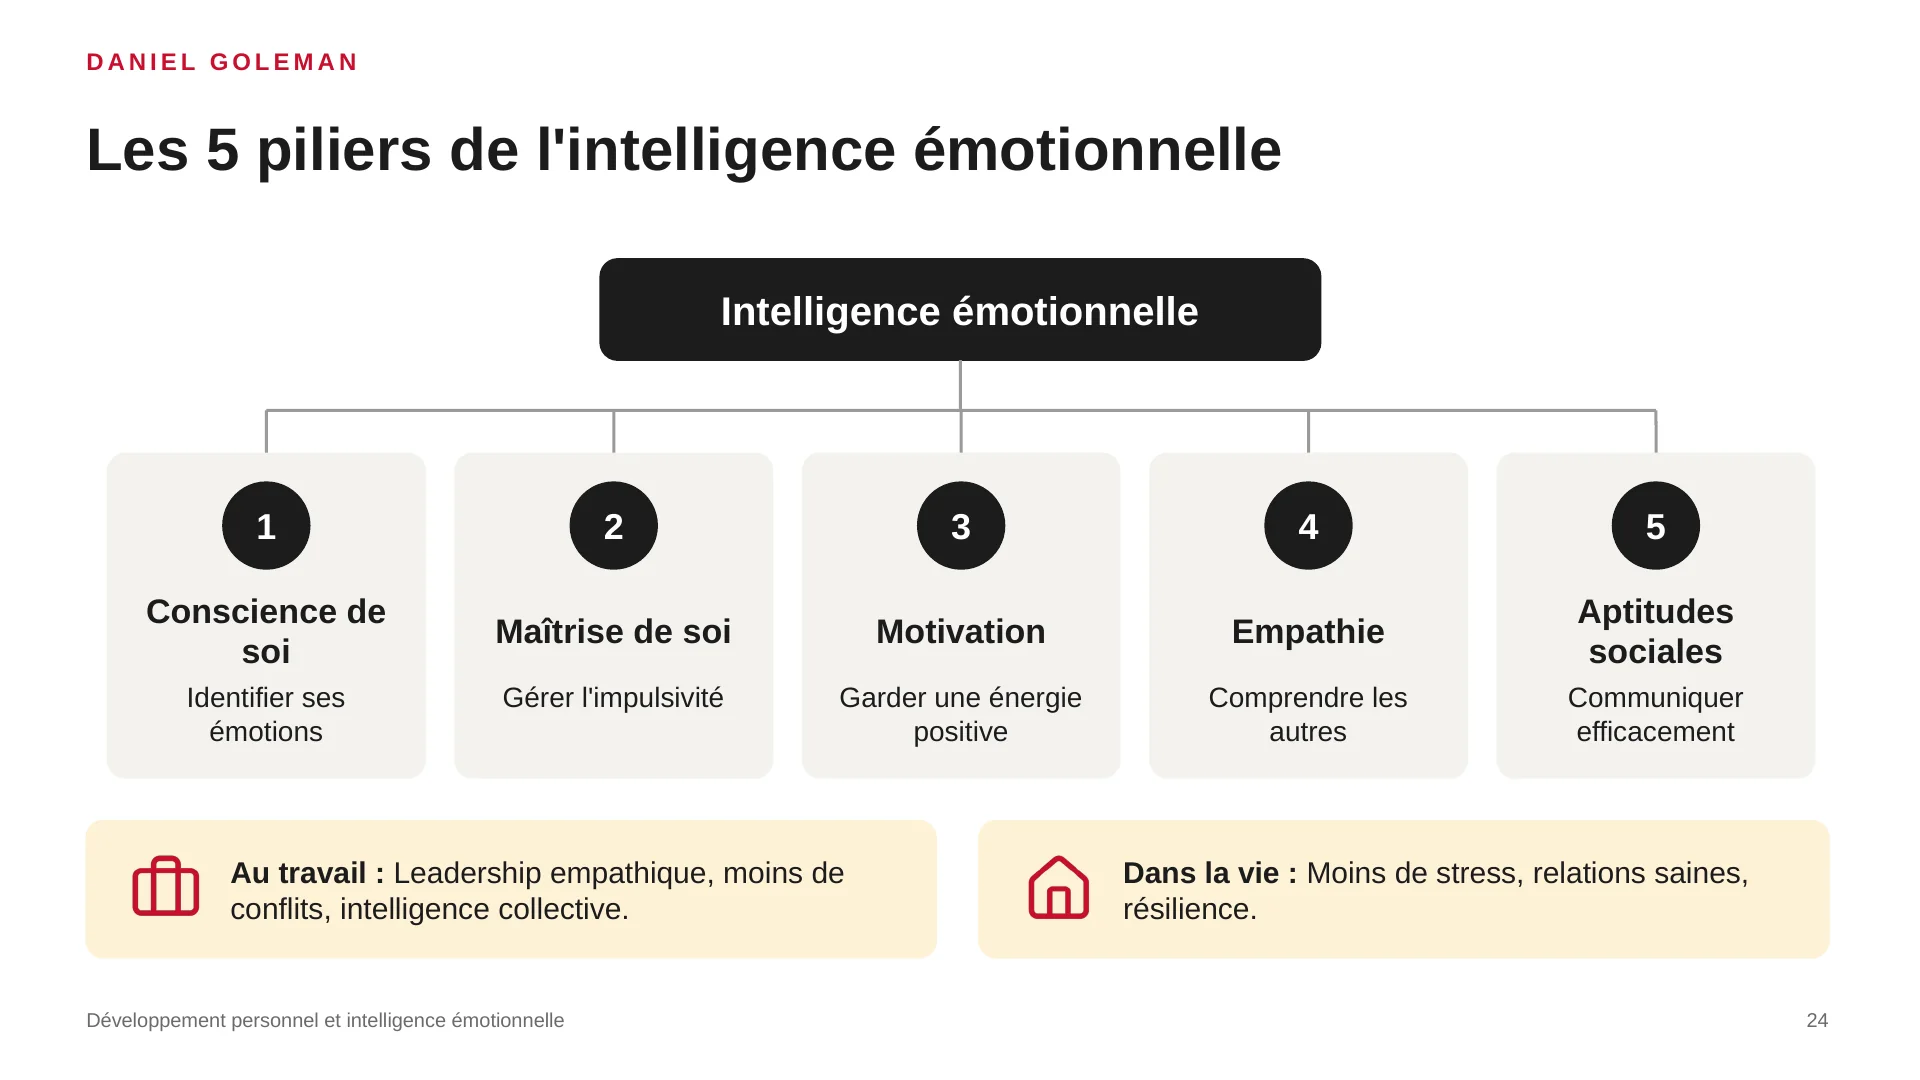 DANIEL GOLEMAN
Les 5 piliers de l'intelligence émotionnelle
Intelligence émotionnelle
1
Conscience de
soi
Identifier ses
émotions
2
Maîtrise de soi
Gérer l'impulsivité
3
Motivation
Garder une énergie
positive
4
Empathie
Comprendre les
autres
5
Aptitudes
sociales
Communiquer
efficacement
Au travail : Leadership empathique, moins de
conflits, intelligence collective.
Dans la vie : Moins de stress, relations saines,
résilience.
Développement personnel et intelligence émotionnelle
24